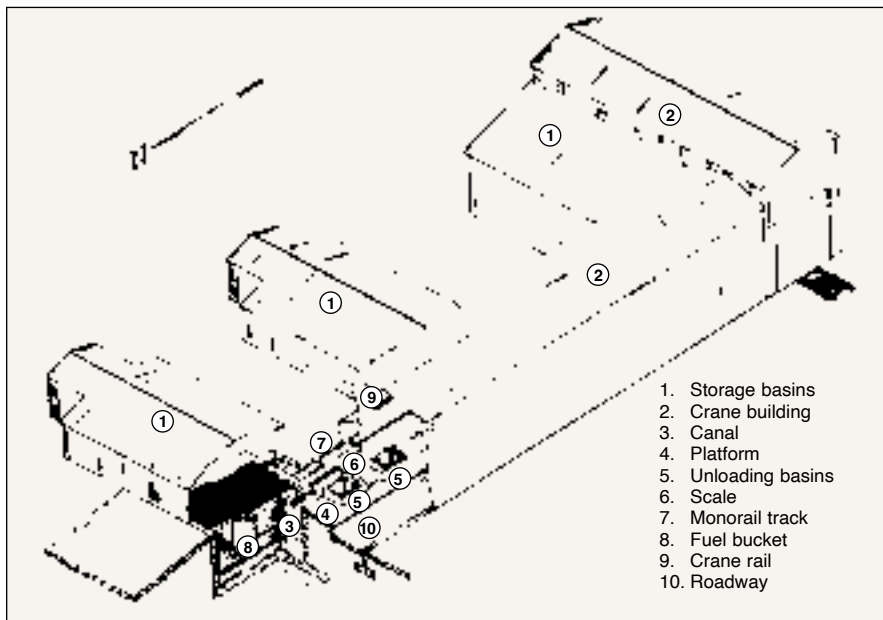 2
1
2
1
9
1
7
6
5
5
4
3
10
8
1. Storage basins
2. Crane building
3. Canal
4. Platform
5. Unloading basins
6. Scale
7. Monorail track
8. Fuel bucket
9. Crane rail
10. Roadway